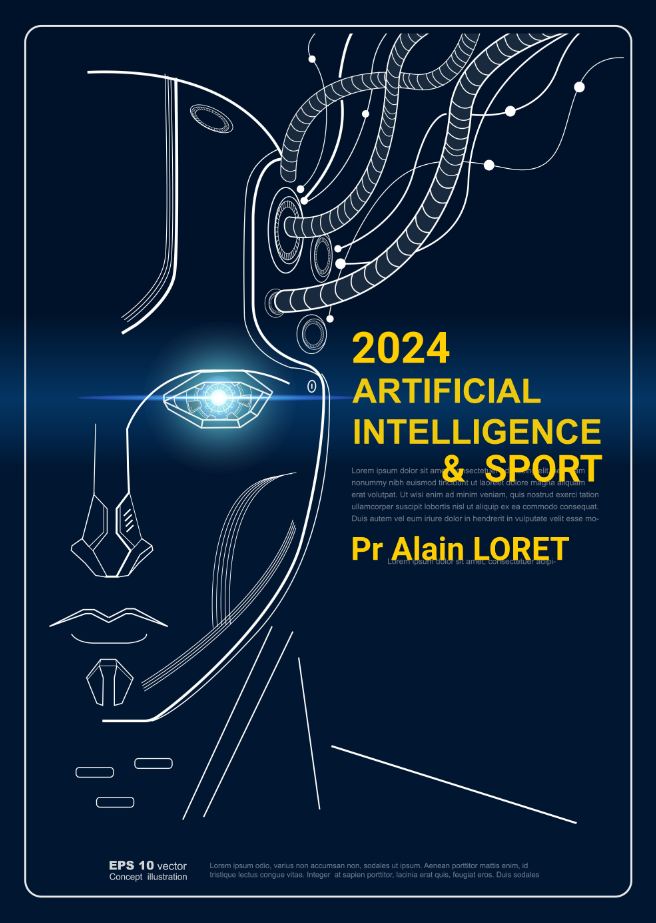 2024
ARTIFICIAL
INTELLIGENCE
& SPORT
Lorem ipsum dolor sit amet, consectetuer
nonummy nibh euismod tincidunt ut laoreet dolore magna aliquam
erat volutpat. Ut wisi enim ad minim veniam, quis nostrud exerci tation
ullamcorper suscipit lobortis nisl ut aliquip ex ea commodo consequat.
Duis autem vel eum iriure dolor in hendrerit in vulputate velit esse mo-
Pr Alain LORET
Lorem ipsum dolor sit amet, consectetuer adipi-
EPS 10 vector
Concept illustration
Lorem ipsum odio, varius non accumsan non, sodales ut ipsum. Aenean porttitor mattis enim, id
tristique lectus congue vitae. Integer at sapien porttitor, lacinia erat quis, feugiat eros. Duis sodales